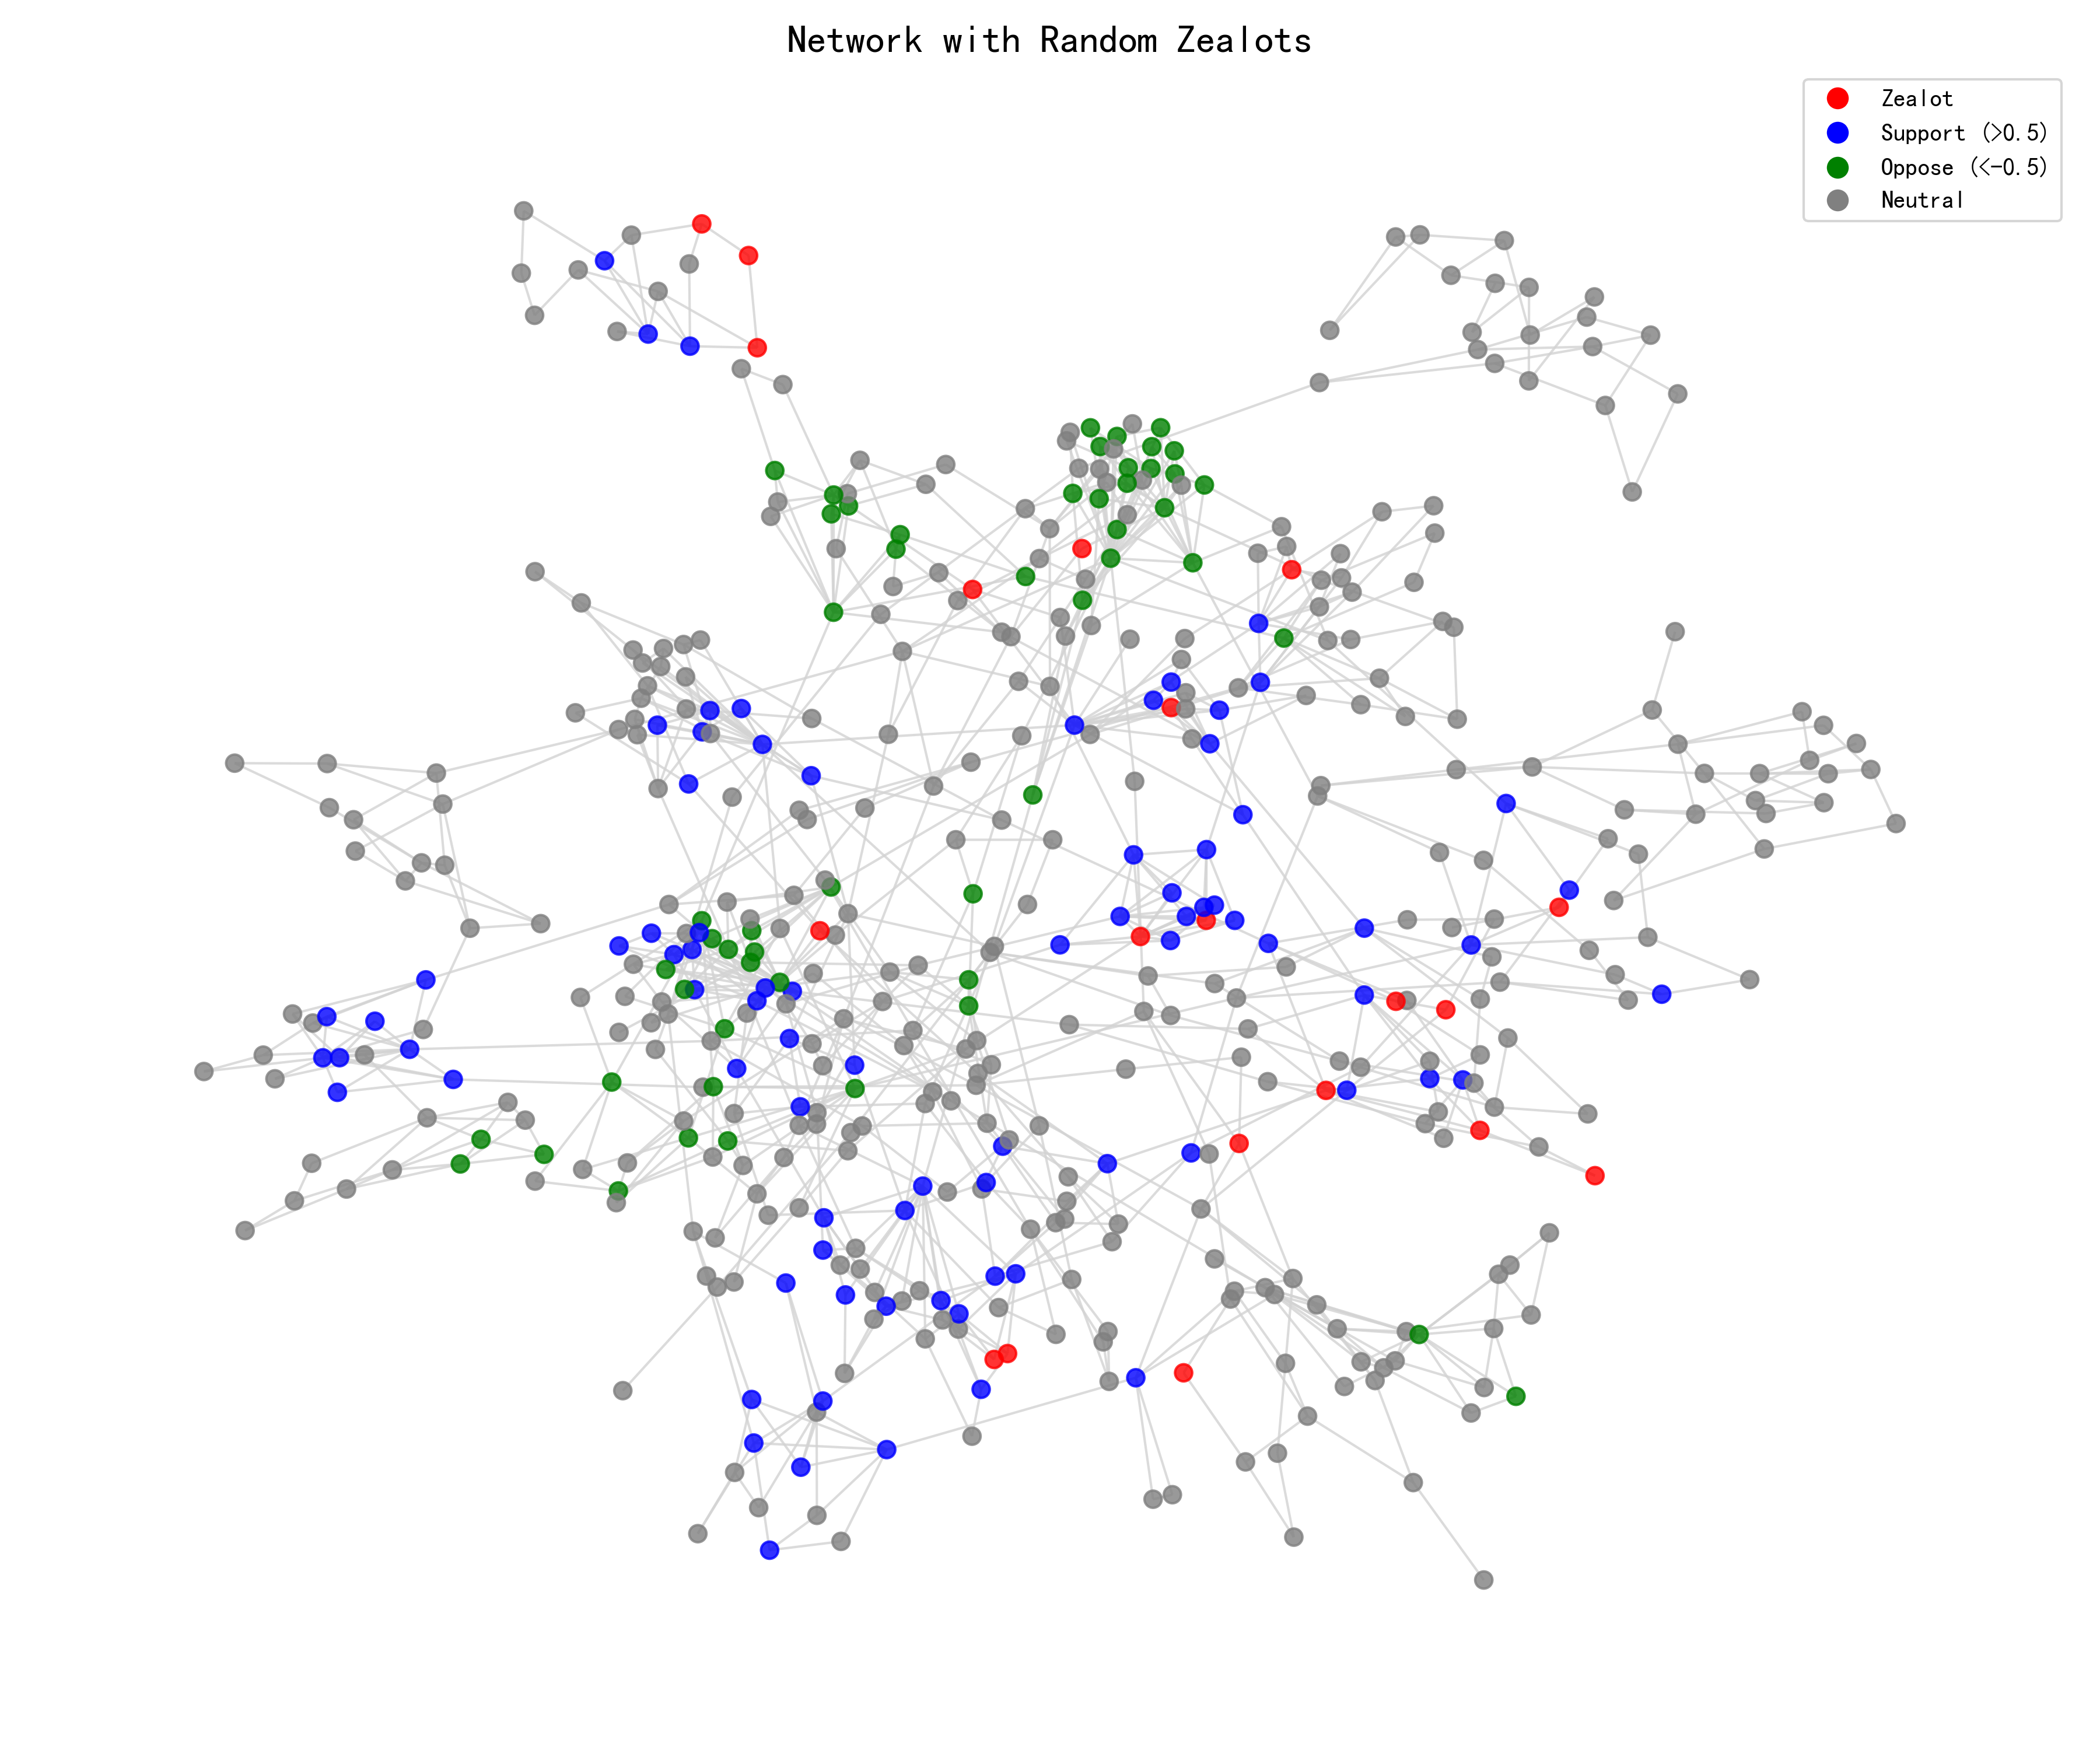 Network with Random Zealots
Zealot
Support (>0.5)
Oppose (<-0.5)
Neutral